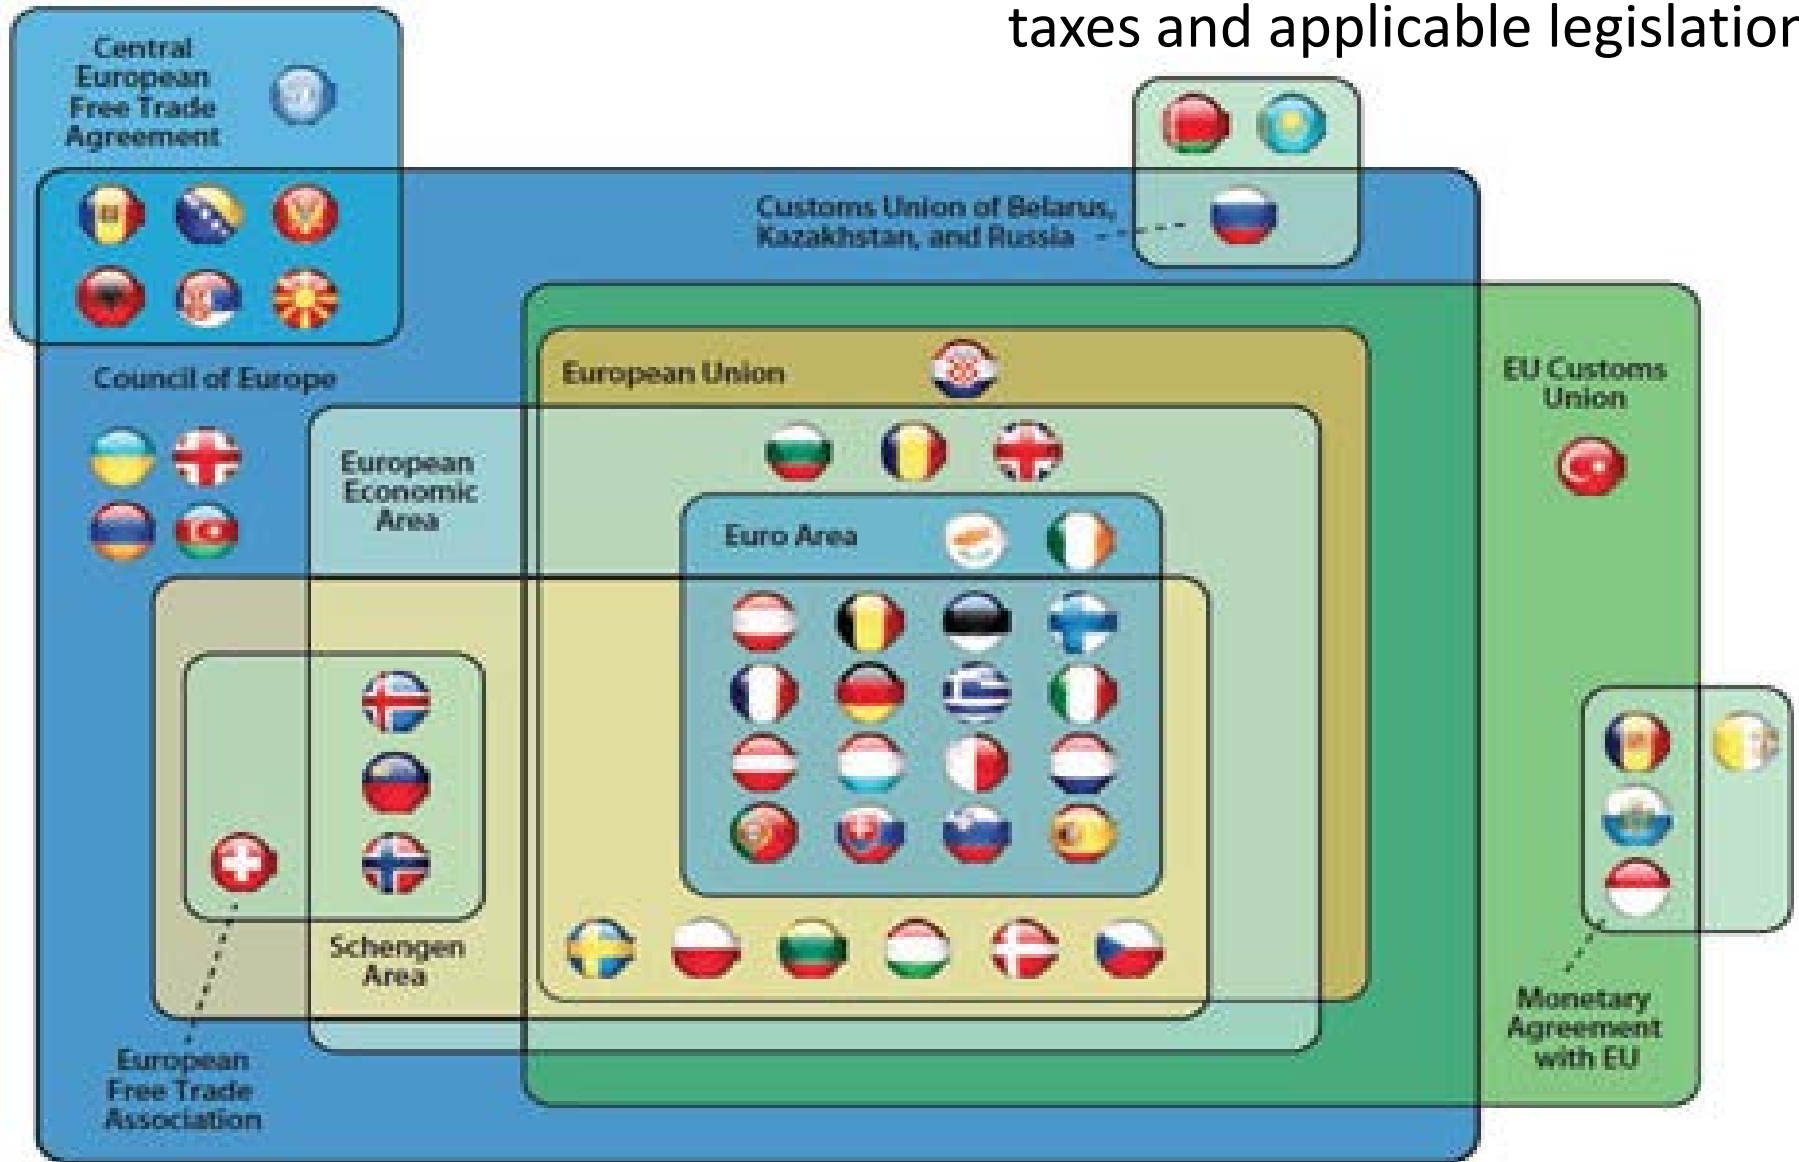 taxes and applicable legislation
Central
European
Free Trade
Agreement
Customs Union of Belarus,
Kazakhstan, and Russia
Council of Europe
European Union
EU Customs
Union
European
Economic
Area
Euro Area
Schengen
Area
Monetary
Agreement
with EU
European
Free Trade
Association